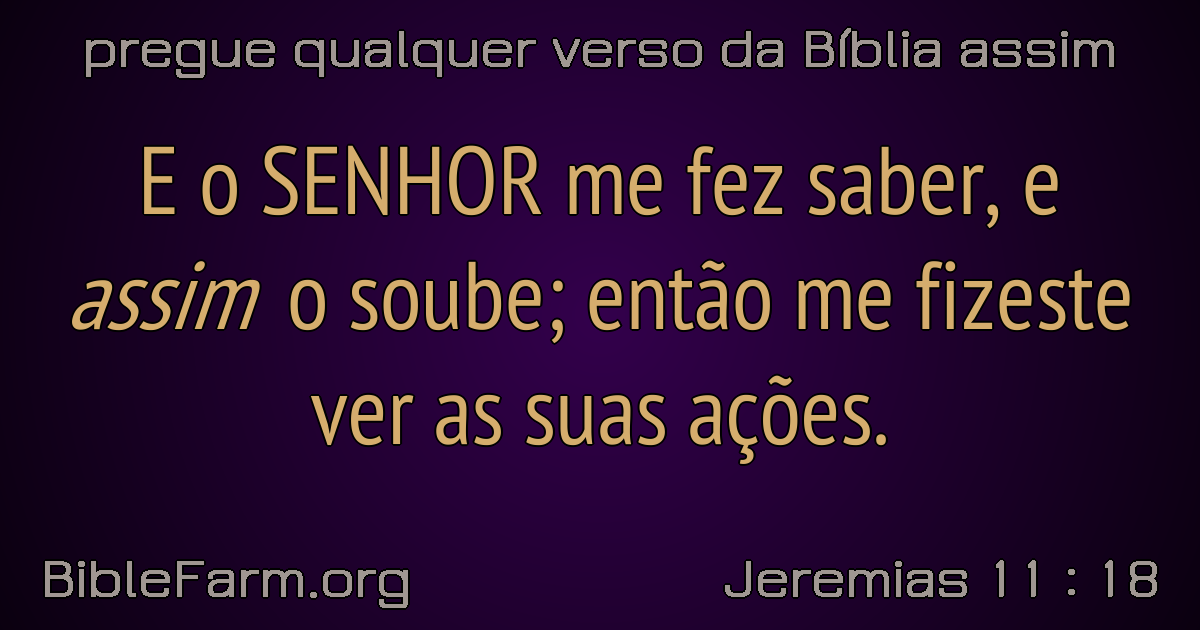 pregue qualquer verso da Bíblia assim
E o SENHOR me fez saber, e
assim o soube; então me fizeste
ver as suas ações.
BibleFarm.org
Jeremias 11 : 18